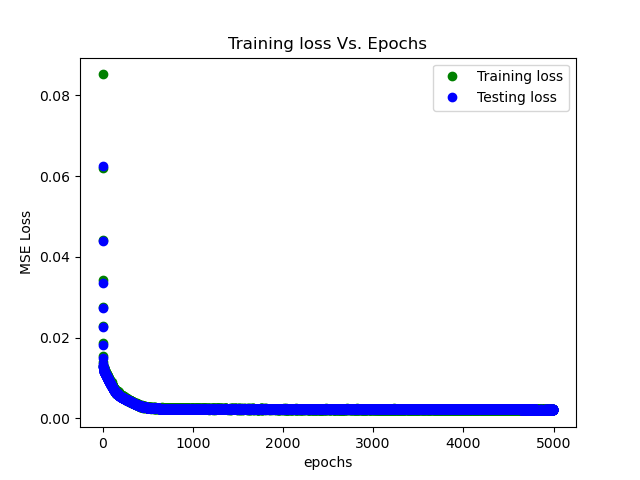 Training loss Vs. Epochs
Training loss
Testing loss
MSE Loss
0.08
0.06
0.04
0.02
0.00
0
1000
2000
3000
4000
5000
epochs